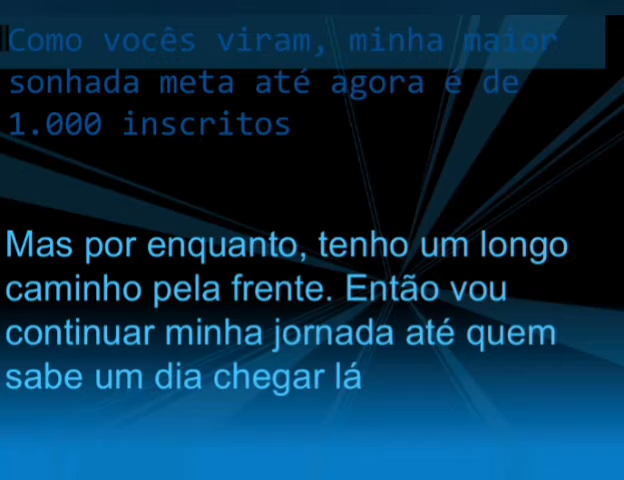 Como vocês viram, minha maior
sonhada meta até agora é de
1.000 inscritos
Mas por enquanto, tenho um longo
caminho pela frente. Então vou
continuar minha jornada até quem
sabe um dia chegar lá